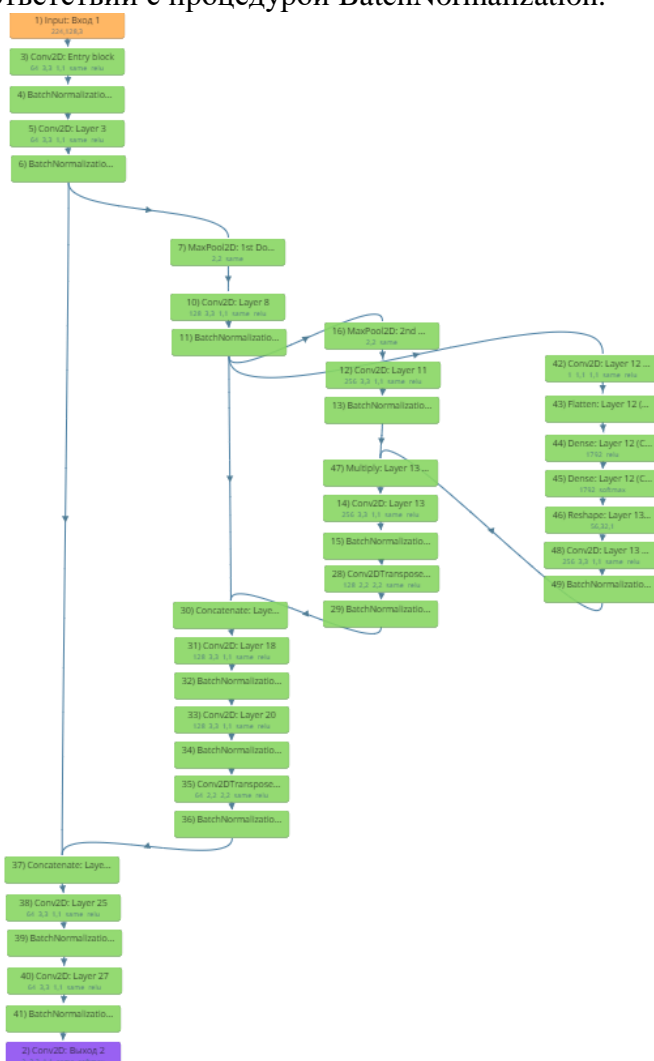 ответствии с процедурой BatchNormalization.
1) Input: Вход 1
224,128,3
3) Conv2D: Entry block
64 3,3 1,1 same relu
4) BatchNormalizatio...
5) Conv2D: Layer 3
64 3,3 1,1 same relu
6) BatchNormalizatio...
7) MaxPool2D: 1st Do...
2,2 same
10) Conv2D: Layer 8
128 3,3 1,1 same relu
11) BatchNormalizatio...
16) MaxPool2D: 2nd ...
2,2 same
12) Conv2D: Layer 11
256 3,3 1,1 same relu
13) BatchNormalizatio...
47) Multiply: Layer 13...
14) Conv2D: Layer 13
256 3,3 1,1 same relu
15) BatchNormalizatio...
28) Conv2DTranspose...
128 2,2 2,2 same relu
29) BatchNormalizatio...
42) Conv2D: Layer 12 ...
1 1,1 1,1 same relu
43) Flatten: Layer 12 (...
44) Dense: Layer 12 (C...
1792 relu
45) Dense: Layer 12 (C...
1792 softmax
46) Reshape: Layer 13...
56,32,1
48) Conv2D: Layer 13 ...
256 3,3 1,1 same relu
49) BatchNormalizatio...
30) Concatenate: Laye...
31) Conv2D: Layer 18
128 3,3 1,1 same relu
32) BatchNormalizatio...
33) Conv2D: Layer 20
128 3,3 1,1 same relu
34) BatchNormalizatio...
35) Conv2DTranspose...
64 2,2 2,2 same relu
36) BatchNormalizatio...
37) Concatenate: Laye...
38) Conv2D: Layer 25
64 3,3 1,1 same relu
39) BatchNormalizatio...
40) Conv2D: Layer 27
64 3,3 1,1 same relu
41) BatchNormalizatio...
2) Conv2D: Выход 2